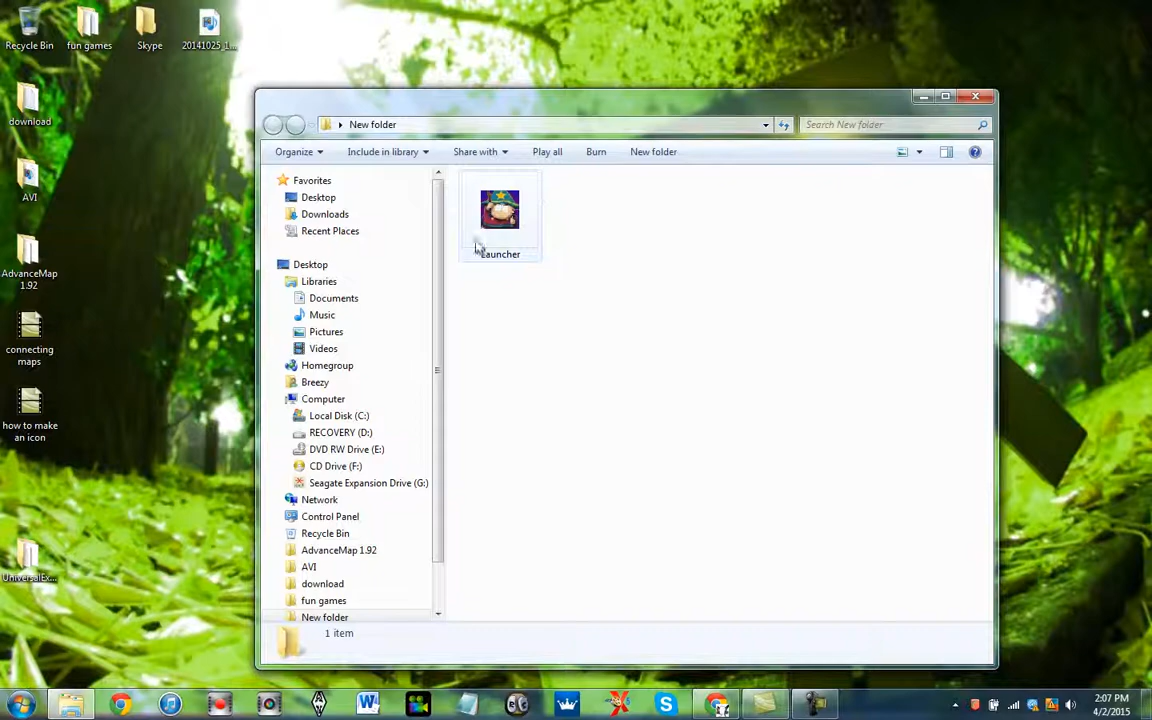 Recycle Bin
fun games
Skype
20141025_1...
download
AVI
AdvanceMap 1.92
connecting maps
how to make an icon
UniversalEx...
New folder
Search New folder
Organize
Include in library
Share with
Play all
Burn
New folder
Favorites
Desktop
Downloads
Recent Places
Desktop
Libraries
Documents
Music
Pictures
Videos
Homegroup
Breezy
Computer
Local Disk (C:)
RECOVERY (D:)
DVD RW Drive (E:)
CD Drive (F:)
Seagate Expansion Drive (G:)
Network
Control Panel
Recycle Bin
AdvanceMap 1.92
AVI
download
fun games
New folder
Launcher
1 item
2:07 PM
4/2/2015